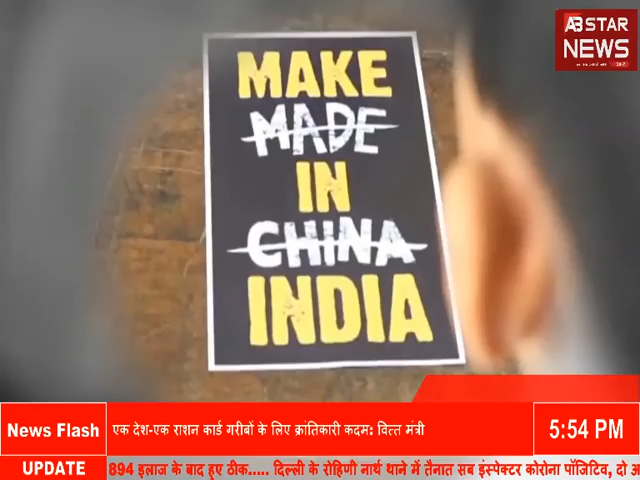 AB STAR
NEWS
24x7
MAKE
MADE
IN
CHINA
INDIA
News Flash
एक देश-एक राशन कार्ड गरीबों के लिए क्रांतिकारी कदम: वित्त मंत्री
5:54 PM
UPDATE
894 इलाज के बाद हुए ठीक..... दिल्ली के रोहिणी नार्थ थाने में तैनात सब इंस्पेक्टर कोरोना पॉजिटिव, दो अ